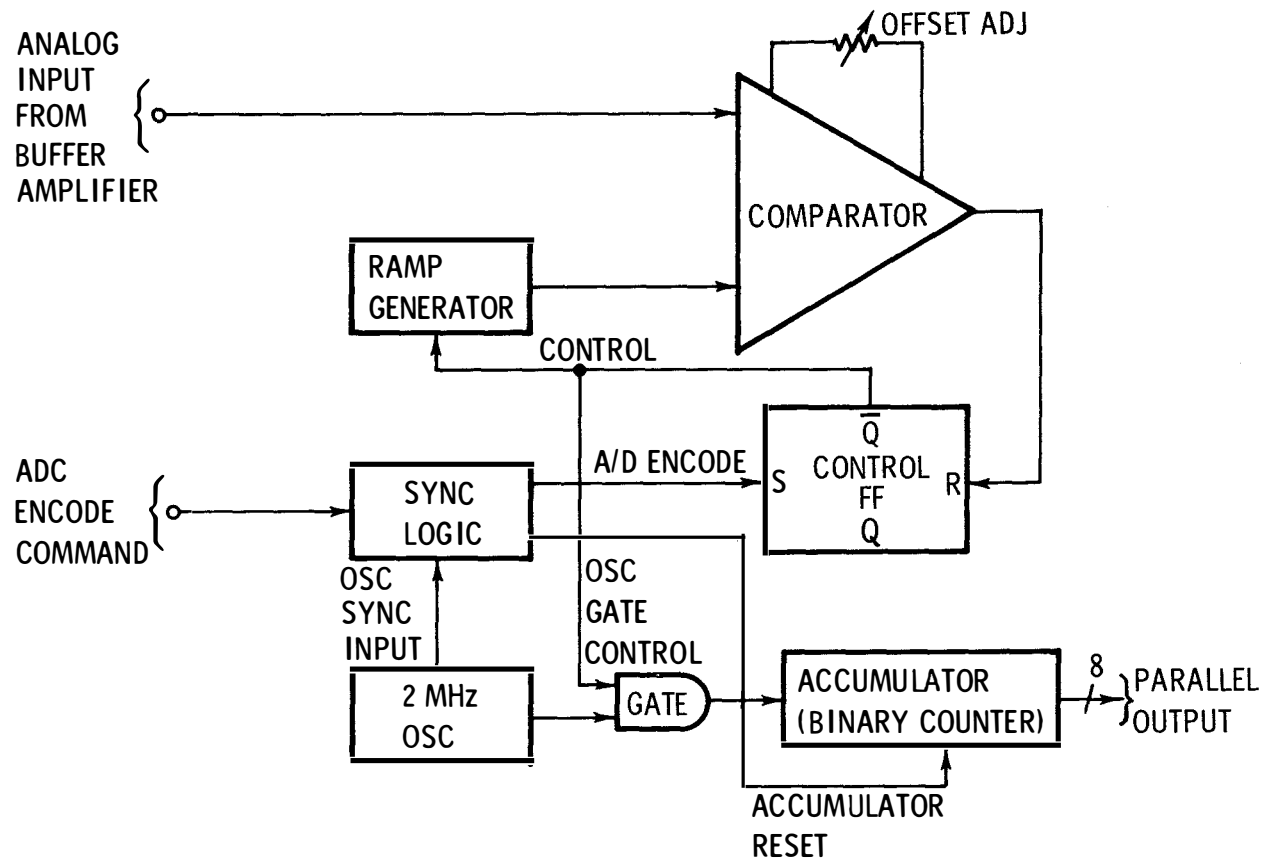 ANALOG
INPUT
FROM
BUFFER
AMPLIFIER
OFFSET ADJ
COMPARATOR
RAMP
GENERATOR
CONTROL
Q̅
CONTROL
FF
Q
S
R
A/D ENCODE
ADC
ENCODE
COMMAND
SYNC
LOGIC
OSC
SYNC
INPUT
OSC
GATE
CONTROL
2 MHz
OSC
GATE
ACCUMULATOR
(BINARY COUNTER)
8
PARALLEL
OUTPUT
ACCUMULATOR
RESET